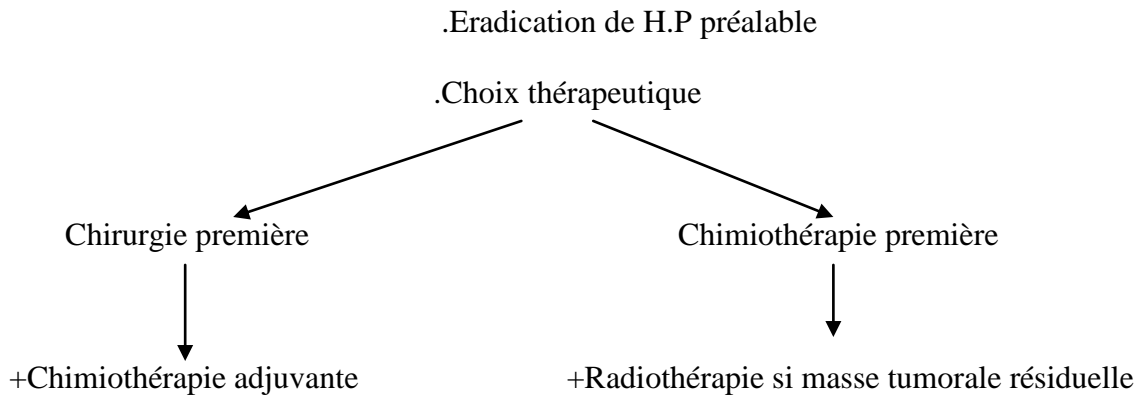 .Eradication de H.P préalable
.Choix thérapeutique
Chirurgie première
Chimiothérapie première
+Chimiothérapie adjuvante
+Radiothérapie si masse tumorale résiduelle